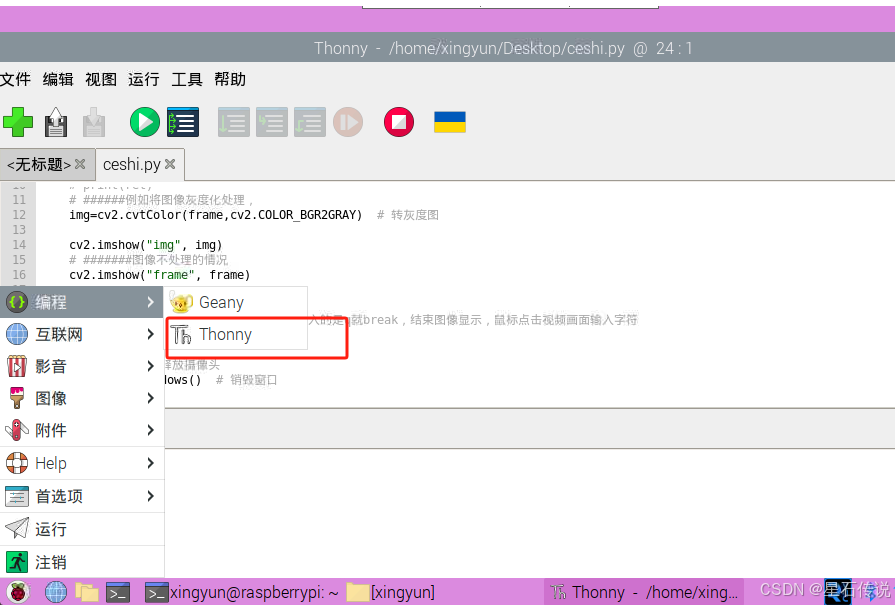 Thonny - /home/xingyun/Desktop/ceshi.py @ 24 : 1
文件 编辑 视图 运行 工具 帮助
<无标题> ceshi.py
10 # print(ret)
11 # ######例如将图像灰度化处理，
12 img=cv2.cvtColor(frame,cv2.COLOR_BGR2GRAY) # 转灰度图
13
14 cv2.imshow("img", img)
15 # #######图像不处理的情况
16 cv2.imshow("frame", frame)
编程
Geany
入的是q就break，结束图像显示，鼠标点击视频画面输入字符
互联网
Thonny
影音
释放摄像头
dows() # 销毁窗口
图像
附件
Help
首选项
运行
注销
xingyun@raspberrypi: ~
[xingyun]
Thonny - /home/xing...
CSDN @星石传说